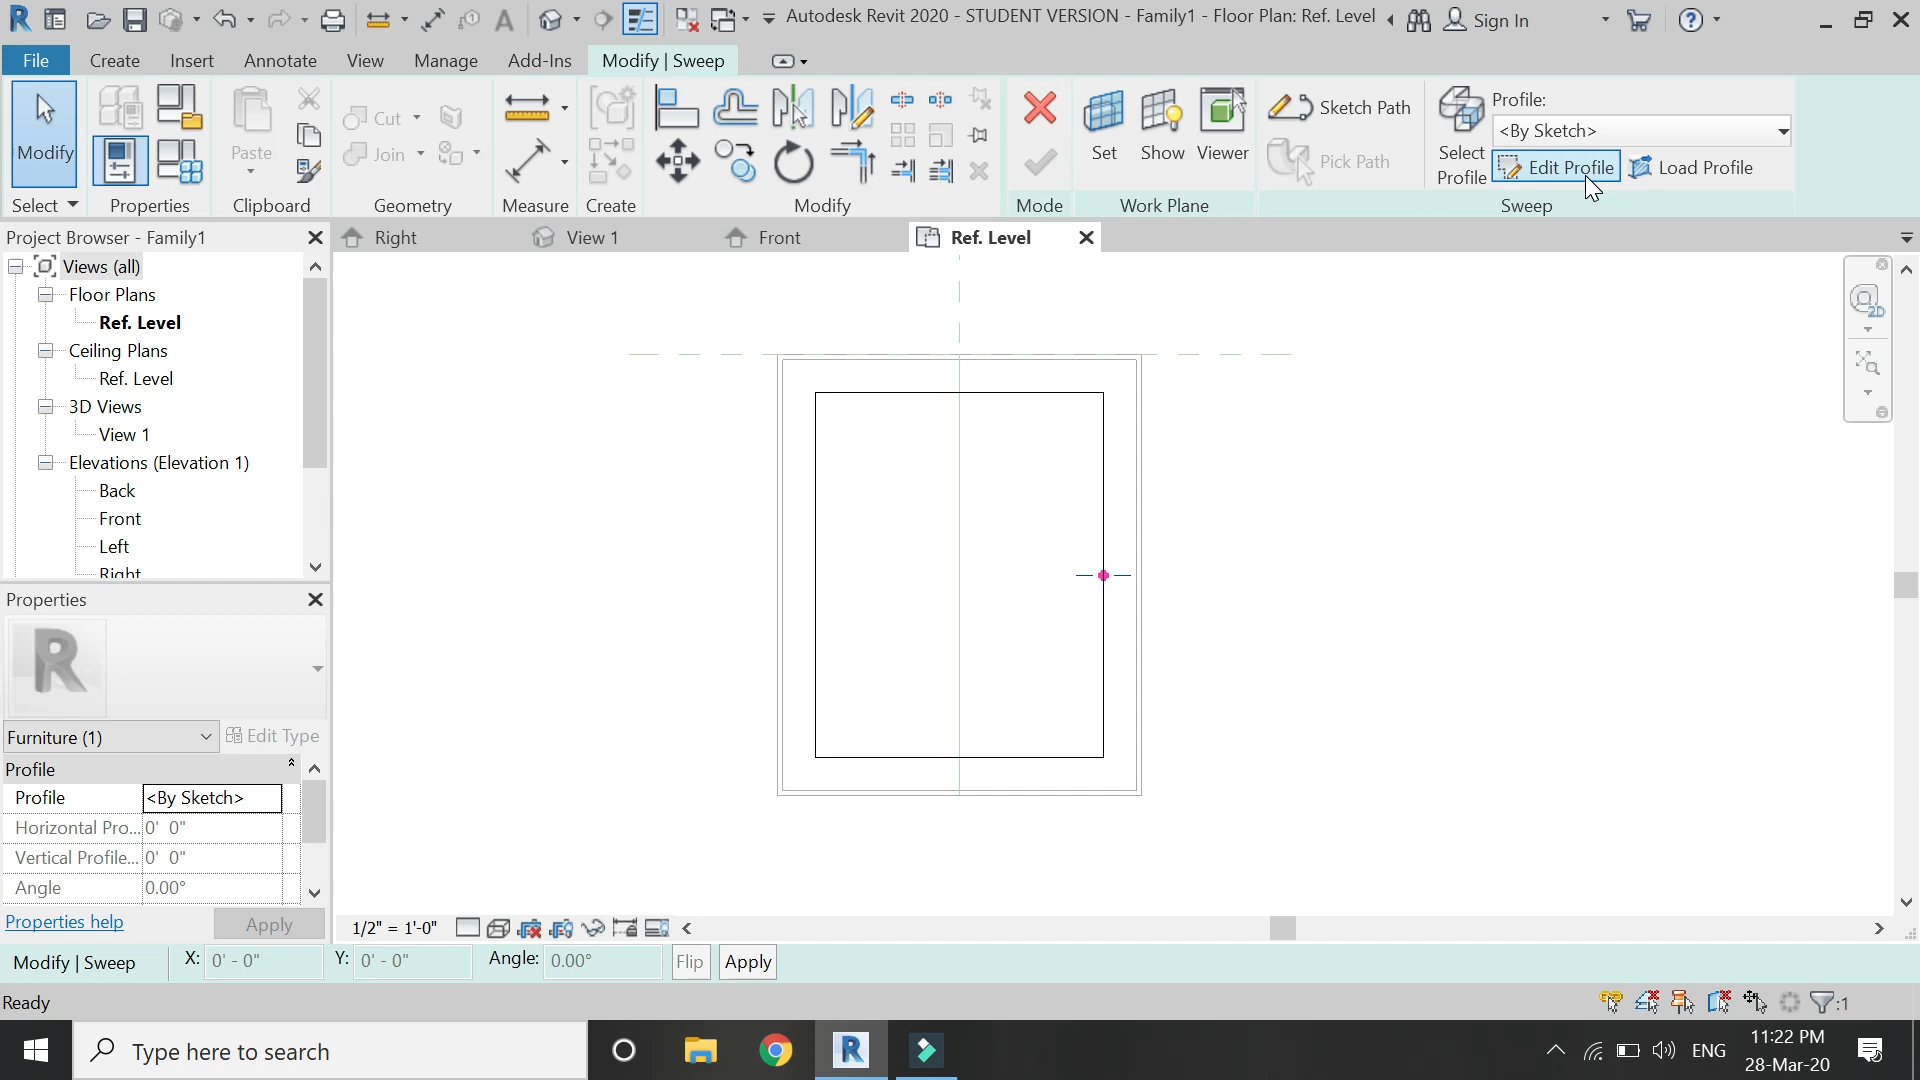 Autodesk Revit 2020 - STUDENT VERSION - Family1 - Floor Plan: Ref. Level
Sign In
File
Create
Insert
Annotate
View
Manage
Add-Ins
Modify | Sweep
Modify
Paste
Cut
Join
Set
Show
Viewer
Sketch Path
Pick Path
Select
Profile
Profile:
<By Sketch>
Edit Profile
Load Profile
Select
Properties
Clipboard
Geometry
Measure
Create
Modify
Mode
Work Plane
Sweep
Project Browser - Family1
Right
View 1
Front
Ref. Level
Views (all)
Floor Plans
Ref. Level
Ceiling Plans
Ref. Level
3D Views
View 1
Elevations (Elevation 1)
Back
Front
Left
Right
2D
Properties
Furniture (1)
Edit Type
Profile
Profile <By Sketch>
Horizontal Pro... 0' 0"
Vertical Profile... 0' 0"
Angle 0.00°
Properties help
Apply
1/2" = 1'-0"
Modify | Sweep
X: 0' - 0"
Y: 0' - 0"
Angle: 0.00°
Flip
Apply
Ready
:1
Type here to search
ENG
11:22 PM
28-Mar-20